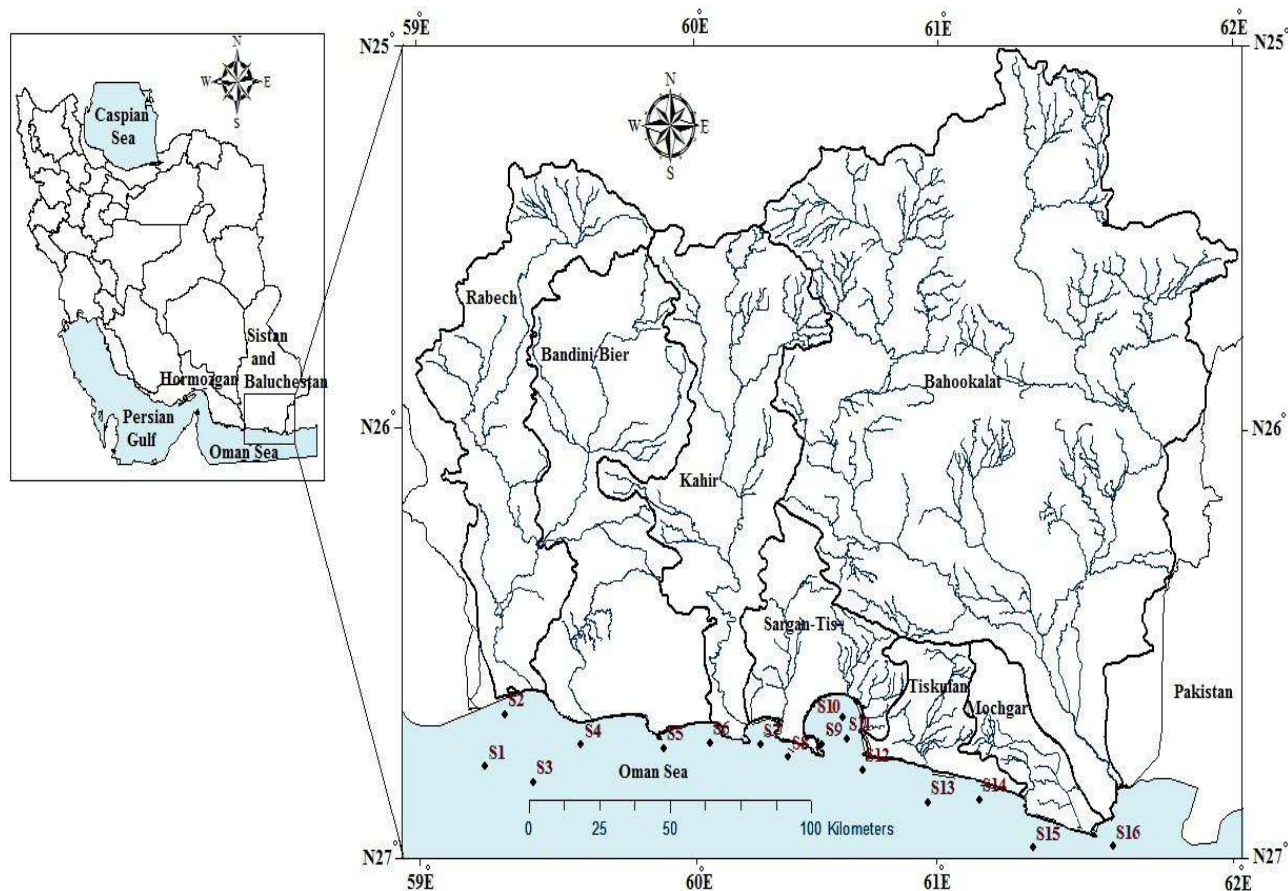 N
W E
S
Caspian
Sea
Sistan
and
Baluchestan
Hormozgan
Persian
Gulf
Oman Sea
59°E
60°E
61°E
62°E
N25°
N25°
N
W E
S
Rabech
Bandini-Bier
Bahookalat
N26°
N26°
Kahir
Sargan-Tis
Tiskulan
Iochgar
Pakistan
S2
S10
S9
S11
S4
S5
S6
S7
S8
S1
S12
S3
Oman Sea
S13
S14
0 25 50 100 Kilometers
S15
S16
N27°
N27°
59°E
60°E
61°E
62°E